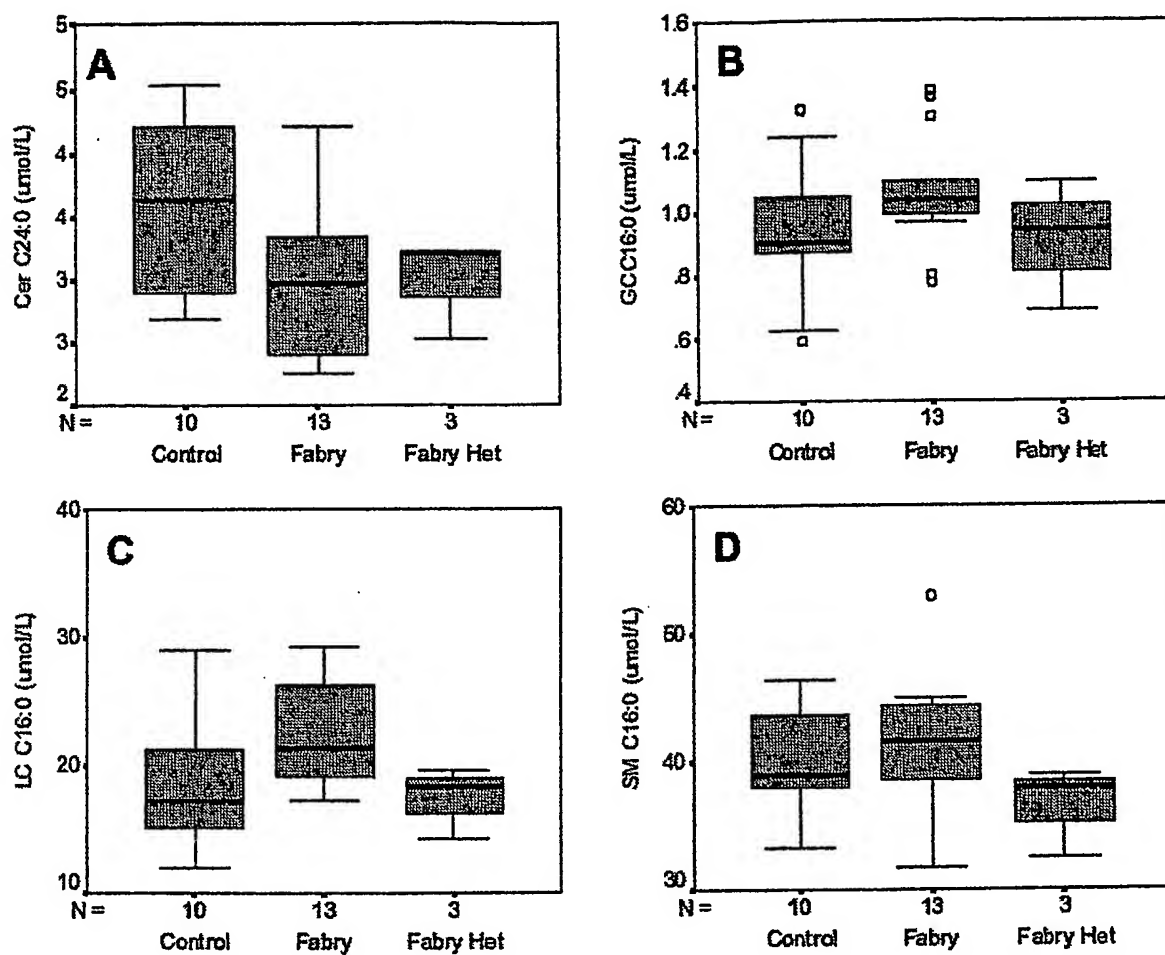 A
Cer C24:0 (umol/L)
5
5
4
4
3
3
2
N =
10
13
3
Control
Fabry
Fabry Het
B
GCC16:0 (umol/L)
1.6
1.4
1.2
1.0
.8
.6
.4
N =
10
13
3
Control
Fabry
Fabry Het
C
LC C16:0 (umol/L)
40
30
20
10
N =
10
13
3
Control
Fabry
Fabry Het
D
SM C16:0 (umol/L)
60
50
40
30
N =
10
13
3
Control
Fabry
Fabry Het